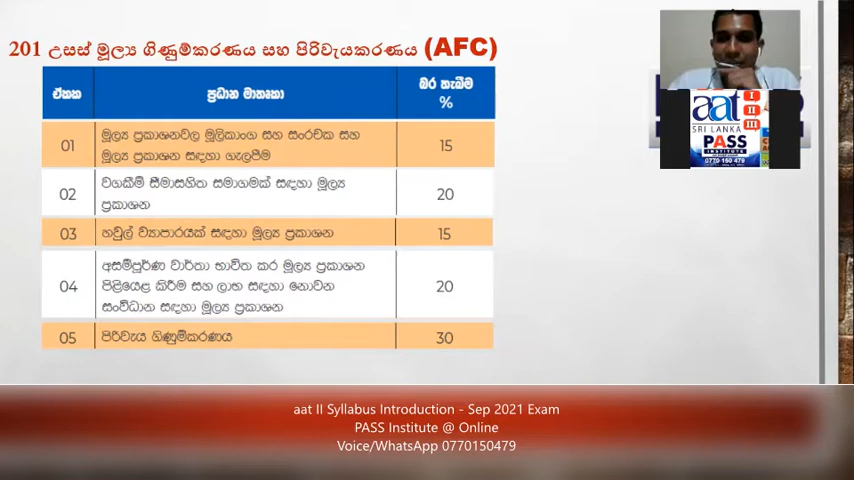 201 උසස් මූල්‍ය ගිණුම්කරණය සහ පිරිවැයකරණය (AFC)
ඒකක ප්‍රධාන මාතෘකා බර තැබීම %
01 මූල්‍ය ප්‍රකාශනවල මූලිකාංග සහ සංරචක සහ
මූල්‍ය ප්‍රකාශන සඳහා ගැලපීම 15
02 වගකීම් සීමාසහිත සමාගමක් සඳහා මූල්‍ය
ප්‍රකාශන 20
03 හවුල් ව්‍යාපාරයක් සඳහා මූල්‍ය ප්‍රකාශන 15
04 අසම්පූර්ණ වාර්තා භාවිත කර මූල්‍ය ප්‍රකාශන
පිළියෙළ කිරීම සහ ලාභ සඳහා නොවන
සංවිධාන සඳහා මූල්‍ය ප්‍රකාශන 20
05 පිරිවැය ගිණුම්කරණය 30
aat
I
II
III
SRI LANKA
PASS
INSTITUTE
0770 150 479
aat II Syllabus Introduction - Sep 2021 Exam
PASS Institute @ Online
Voice/WhatsApp 0770150479